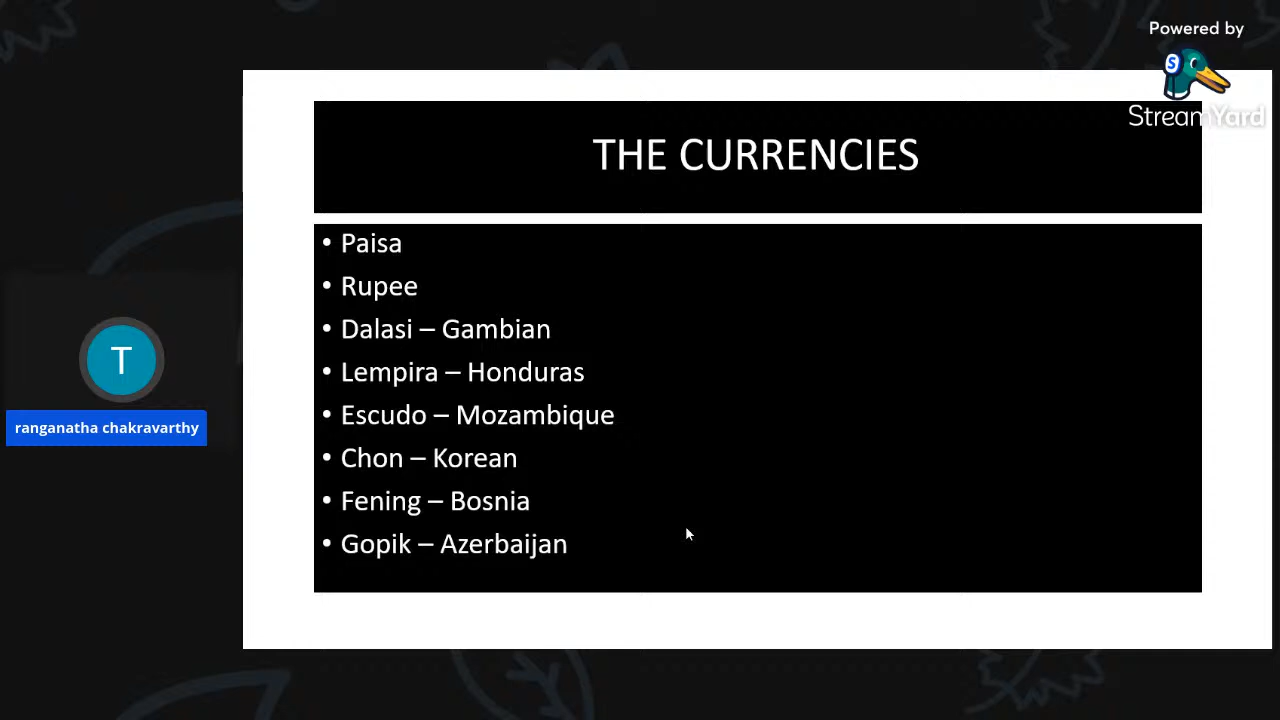 Powered by
StreamYard
THE CURRENCIES
• Paisa
• Rupee
• Dalasi – Gambian
• Lempira – Honduras
• Escudo – Mozambique
• Chon – Korean
• Fening – Bosnia
• Gopik – Azerbaijan
T
ranganatha chakravarthy